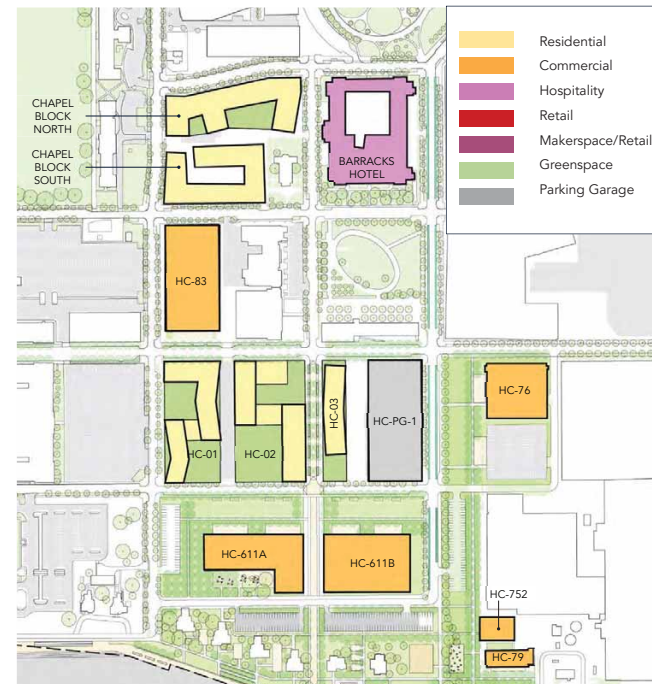 Residential
Commercial
Hospitality
Retail
Makerspace/Retail
Greenspace
Parking Garage
CHAPEL
BLOCK
NORTH
CHAPEL
BLOCK
SOUTH
BARRACKS
HOTEL
HC-83
HC-01
HC-02
HC-03
HC-PG-1
HC-76
HC-611A
HC-611B
HC-752
HC-79